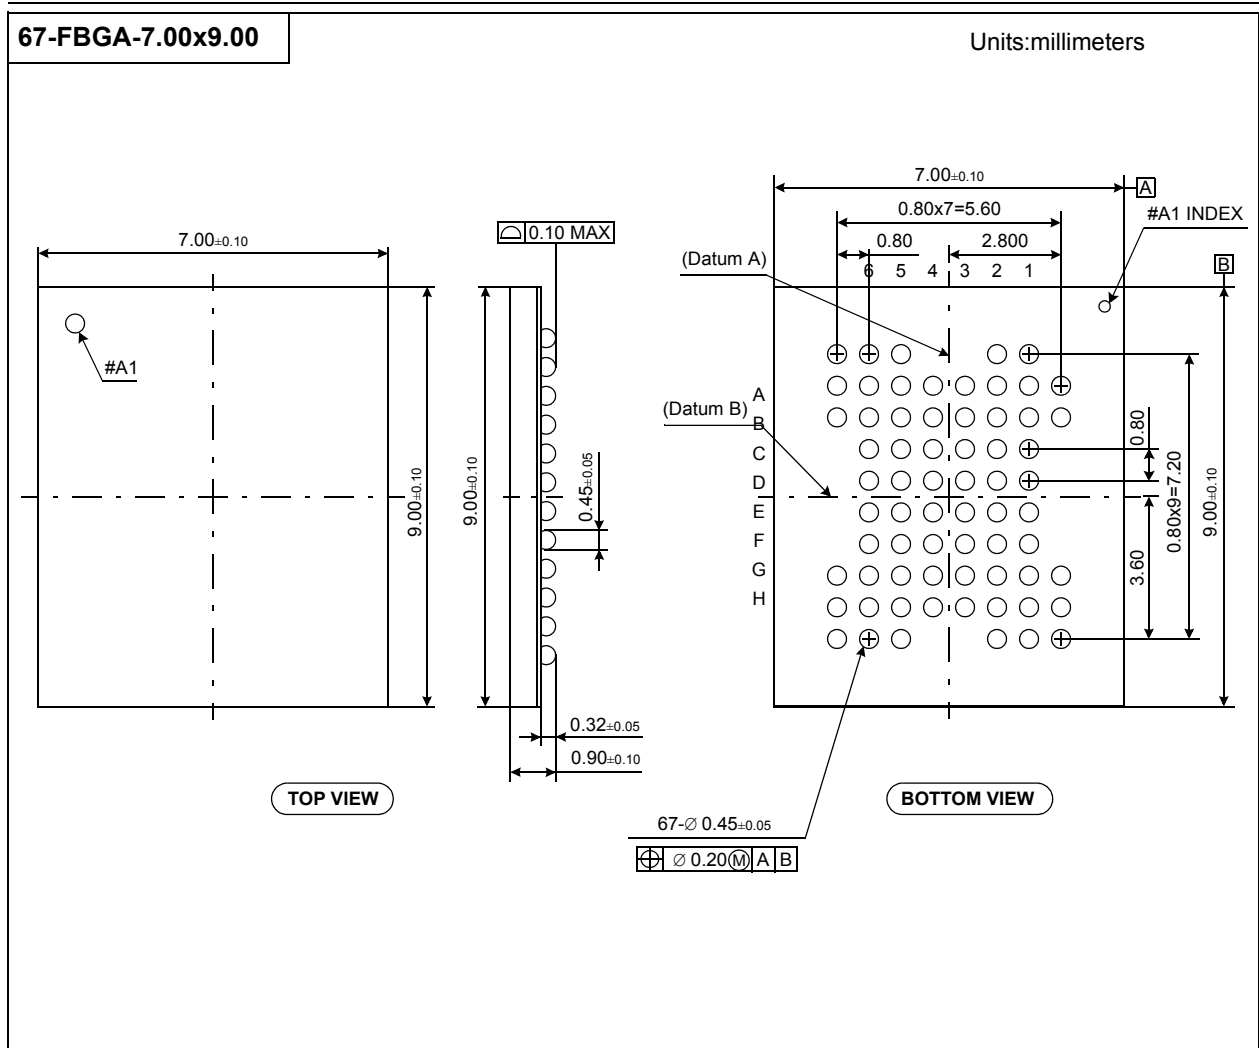 67-FBGA-7.00x9.00
Units:millimeters
7.00±0.10
#A1
9.00±0.10
TOP VIEW
0.10 MAX
9.00±0.10
0.45±0.05
0.32±0.05
0.90±0.10
7.00±0.10
A
0.80x7=5.60
#A1 INDEX
0.80
2.800
(Datum A)
6 5 4 3 2 1
B
(Datum B)
A
B
C
D
E
F
G
H
0.80
0.80x9=7.20
3.60
9.00±0.10
BOTTOM VIEW
67-∅ 0.45±0.05
⌖ ∅ 0.20 Ⓜ A B